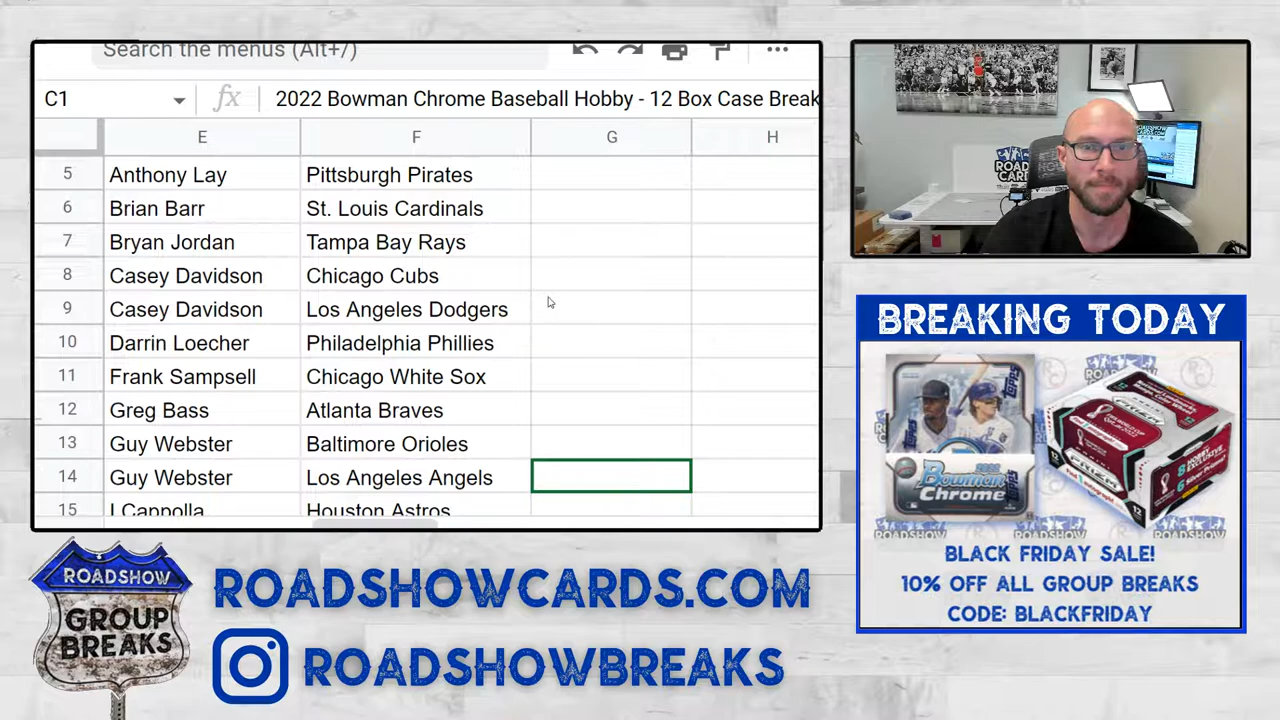 Search the menus (Alt+/)
C1 fx 2022 Bowman Chrome Baseball Hobby - 12 Box Case Break
E F G H
5 Anthony Lay Pittsburgh Pirates
6 Brian Barr St. Louis Cardinals
7 Bryan Jordan Tampa Bay Rays
8 Casey Davidson Chicago Cubs
9 Casey Davidson Los Angeles Dodgers
10 Darrin Loecher Philadelphia Phillies
11 Frank Sampsell Chicago White Sox
12 Greg Bass Atlanta Braves
13 Guy Webster Baltimore Orioles
14 Guy Webster Los Angeles Angels
15 Houston Astros
BREAKING TODAY
topps
2022
Bowman
Chrome
PRIZM
BLACK FRIDAY SALE!
10% OFF ALL GROUP BREAKS
CODE: BLACKFRIDAY
ROADSHOW
GROUP
BREAKS
ROADSHOWCARDS.COM
ROADSHOWBREAKS